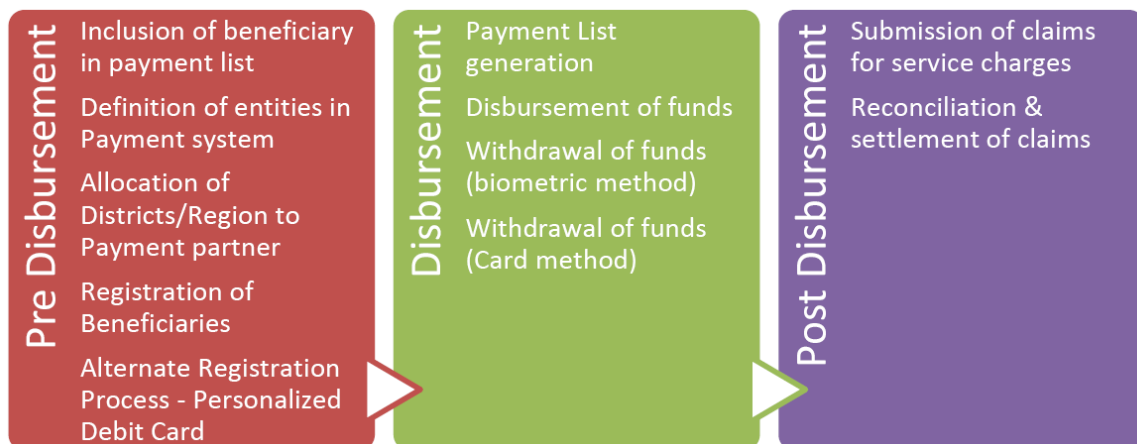 Pre Disbursement
Inclusion of beneficiary
in payment list
Definition of entities in
Payment system
Allocation of
Districts/Region to
Payment partner
Registration of
Beneficiaries
Alternate Registration
Process - Personalized
Debit Card
Disbursement
Payment List
generation
Disbursement of funds
Withdrawal of funds
(biometric method)
Withdrawal of funds
(Card method)
Post Disbursement
Submission of claims
for service charges
Reconciliation &
settlement of claims